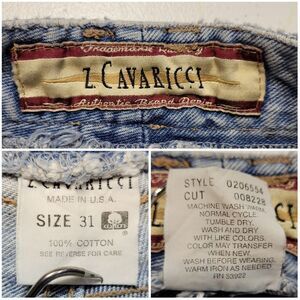 Trademark Quality
Z. CAVARICCI
Authentic Brand Denim
Z. CAVARICCI
MADE IN U.S.A.
SIZE 31
100% COTTON
SEE REVERSE FOR CARE
STYLE 0206554
CUT 008228
MACHINE WASH WARM
NORMAL CYCLE.
TUMBLE DRY.
WASH AND DRY
WITH LIKE COLORS.
COLOR MAY TRANSFER
WHEN NEW.
WASH BEFORE WEARING.
WARM IRON AS NEEDED
RN 53922